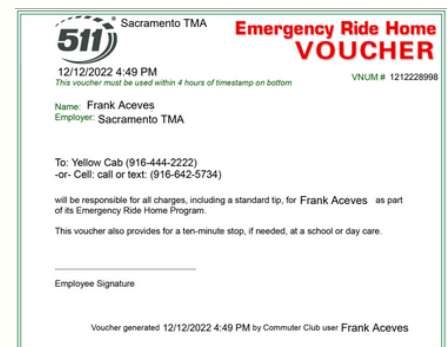 511 Sacramento TMA
Emergency Ride Home
VOUCHER
12/12/2022 4:49 PM
This voucher must be used within 4 hours of timestamp on bottom
VNUM # 1212228998
Name: Frank Aceves
Employer: Sacramento TMA
To: Yellow Cab (916-444-2222)
-or- Cell: call or text: (916-642-5734)
will be responsible for all charges, including a standard tip, for Frank Aceves as part
of its Emergency Ride Home Program.
This voucher also provides for a ten-minute stop, if needed, at a school or day care.
Employee Signature
Voucher generated 12/12/2022 4:49 PM by Commuter Club user Frank Aceves